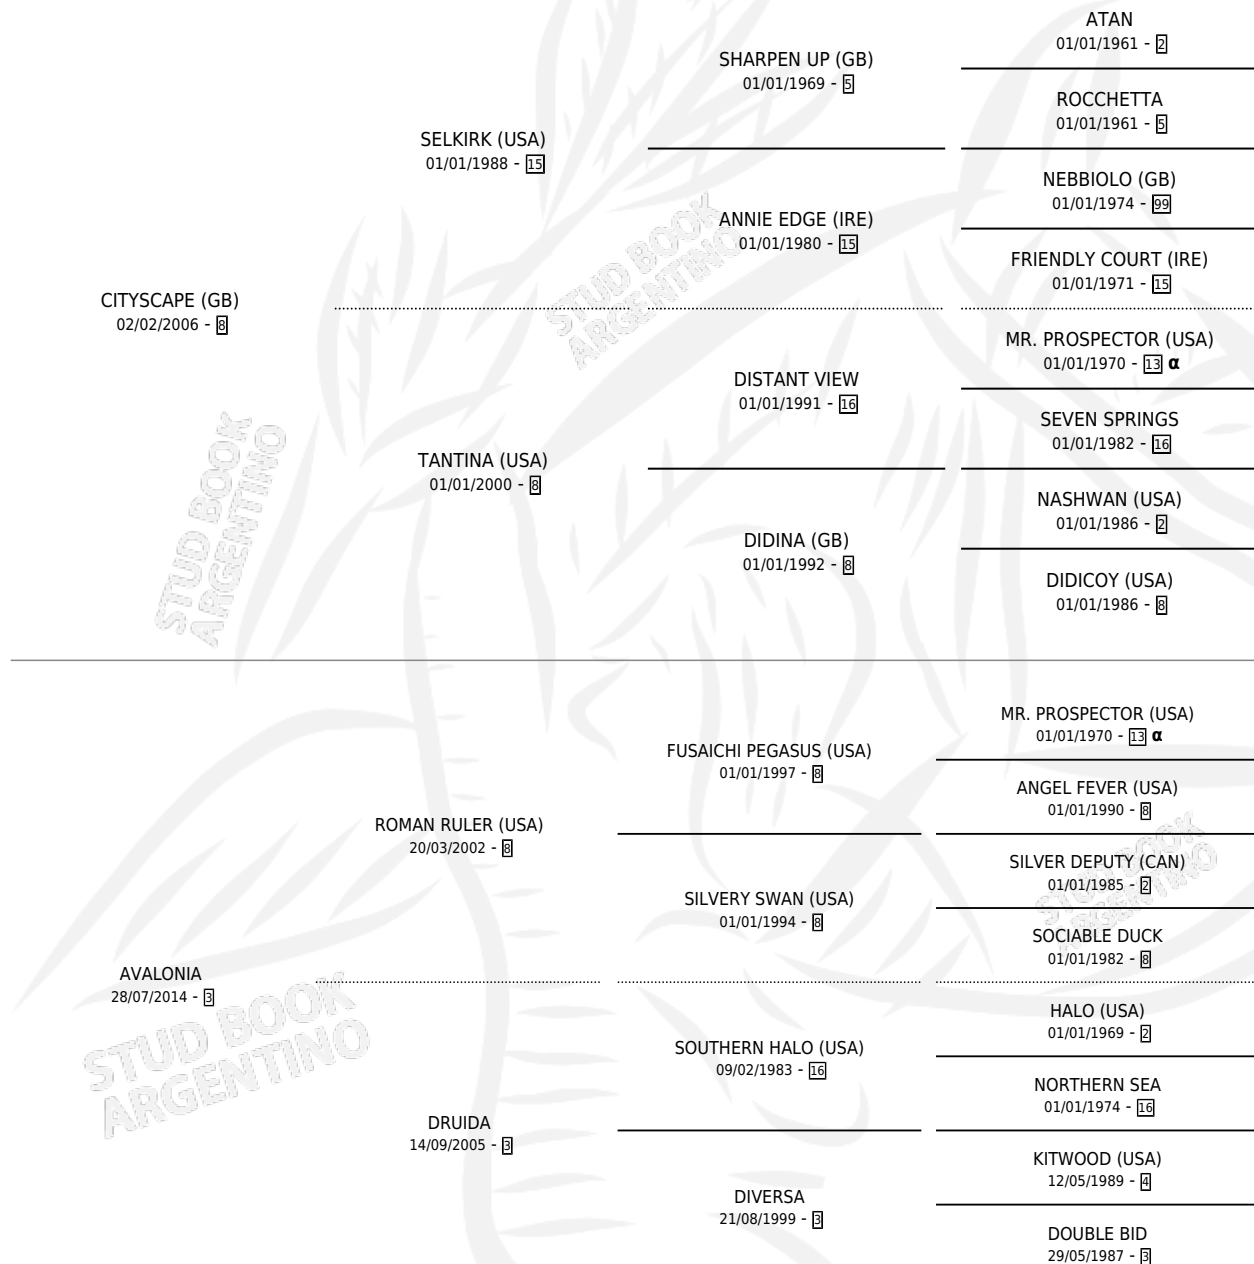 ATAN
01/01/1961 - 2
SHARPEN UP (GB)
01/01/1969 - 5
ROCCHETTA
01/01/1961 - 5
SELKIRK (USA)
01/01/1988 - 15
NEBBIOLO (GB)
01/01/1974 - 99
ANNIE EDGE (IRE)
01/01/1980 - 15
FRIENDLY COURT (IRE)
01/01/1971 - 15
CITYSCAPE (GB)
02/02/2006 - 8
MR. PROSPECTOR (USA)
01/01/1970 - 13 α
DISTANT VIEW
01/01/1991 - 16
SEVEN SPRINGS
01/01/1982 - 16
TANTINA (USA)
01/01/2000 - 8
NASHWAN (USA)
01/01/1986 - 2
DIDINA (GB)
01/01/1992 - 8
DIDICOY (USA)
01/01/1986 - 8
MR. PROSPECTOR (USA)
01/01/1970 - 13 α
FUSAICHI PEGASUS (USA)
01/01/1997 - 8
ANGEL FEVER (USA)
01/01/1990 - 8
ROMAN RULER (USA)
20/03/2002 - 8
SILVER DEPUTY (CAN)
01/01/1985 - 2
SILVERY SWAN (USA)
01/01/1994 - 8
SOCIABLE DUCK
01/01/1982 - 8
AVALONIA
28/07/2014 - 3
HALO (USA)
01/01/1969 - 2
SOUTHERN HALO (USA)
09/02/1983 - 16
NORTHERN SEA
01/01/1974 - 16
DRUIDA
14/09/2005 - 3
KITWOOD (USA)
12/05/1989 - 4
DIVERSA
21/08/1999 - 3
DOUBLE BID
29/05/1987 - 3
STUD BOOK
ARGENTINO
STUD BOOK
ARGENTINO
STUD BOOK
ARGENTINO
STUD BOOK
ARGENTINO